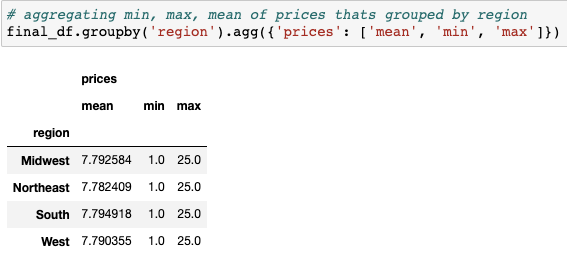 # aggregating min, max, mean of prices thats grouped by region
final_df.groupby('region').agg({'prices': ['mean', 'min', 'max']})
prices
mean min max
region
Midwest 7.792584 1.0 25.0
Northeast 7.782409 1.0 25.0
South 7.794918 1.0 25.0
West 7.790355 1.0 25.0